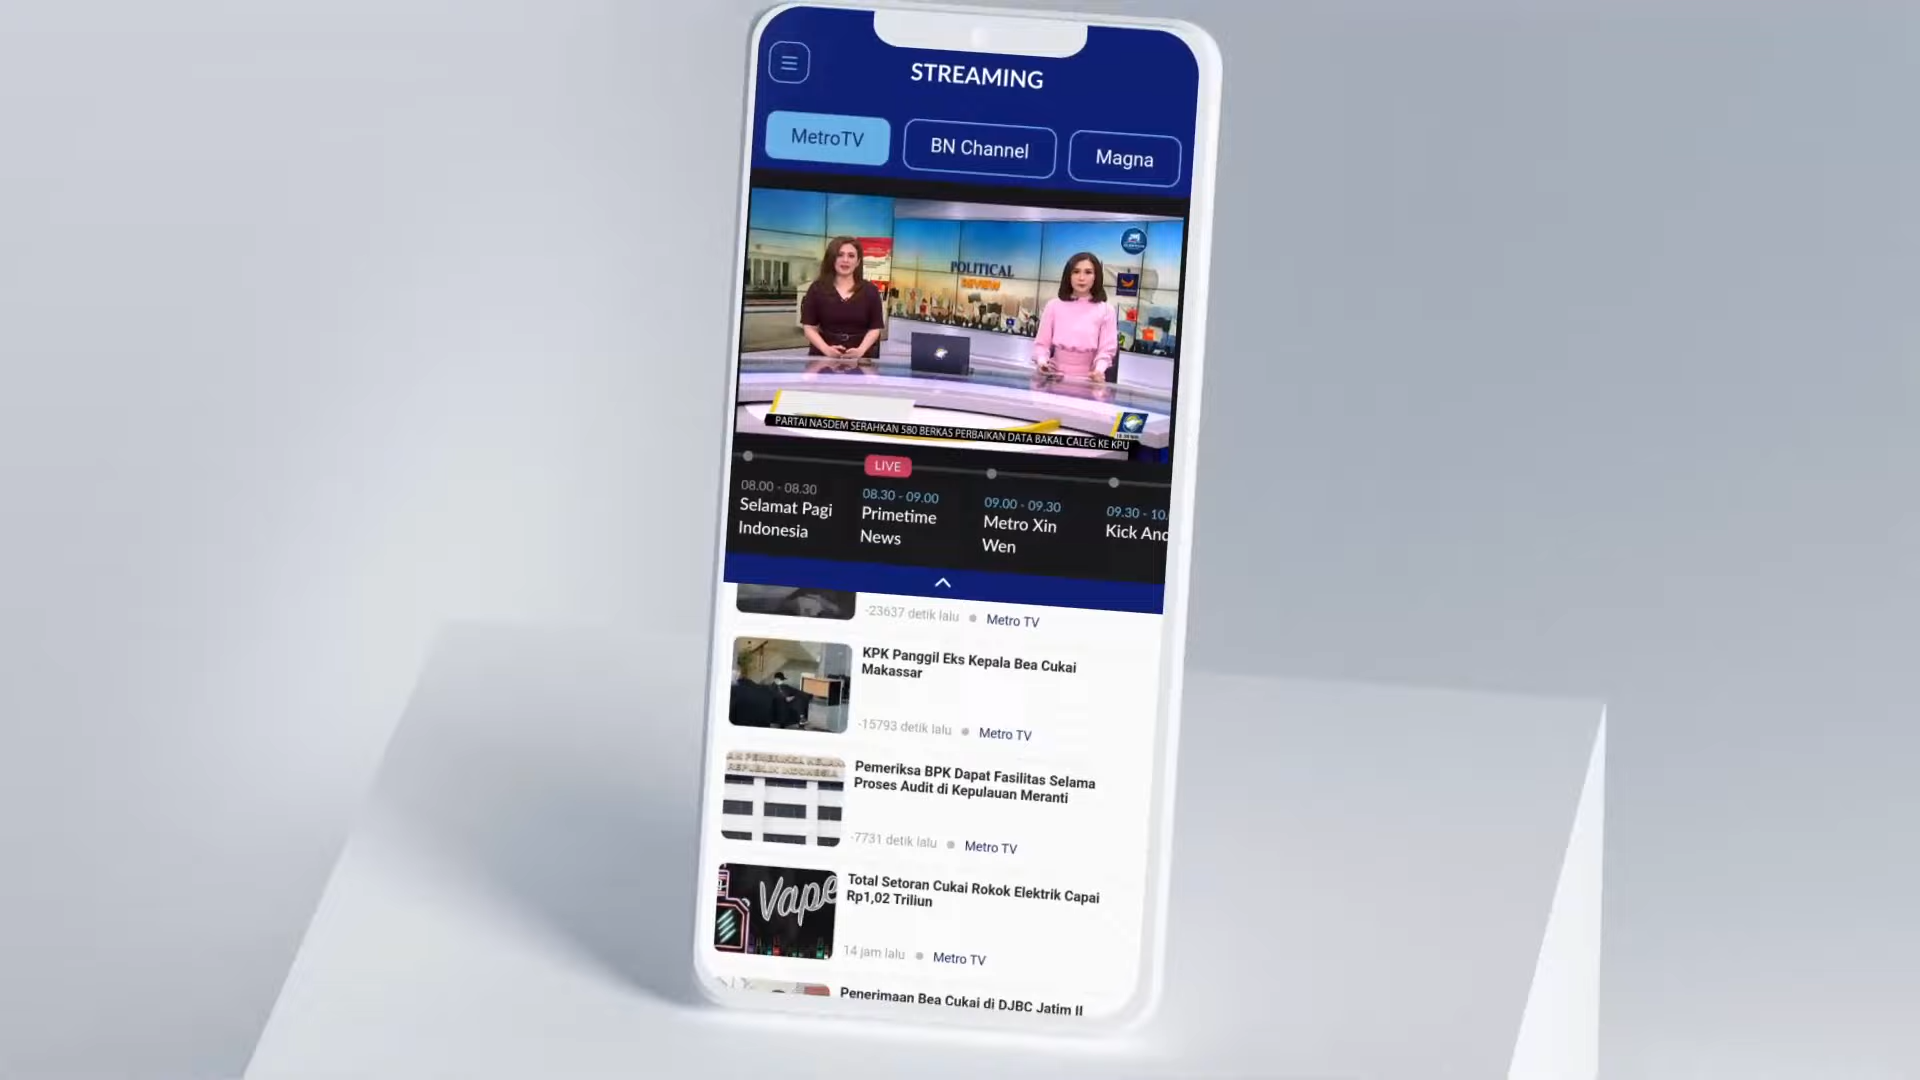 STREAMING
MetroTV
BN Channel
Magna
POLITICAL
REVIEW
PARTAI NASDEM SERAHKAN 580 BERKAS PERBAIKAN DATA BAKAL CALEG KE KPU
LIVE
08.00 - 08.30
Selamat Pagi
Indonesia
08.30 - 09.00
Primetime
News
09.00 - 09.30
Metro Xin
Wen
09.30 - 10.
Kick And
-23637 detik lalu
Metro TV
KPK Panggil Eks Kepala Bea Cukai
Makassar
-15793 detik lalu
Metro TV
REPUBLIK INDONESIA
Pemeriksa BPK Dapat Fasilitas Selama
Proses Audit di Kepulauan Meranti
-7731 detik lalu
Metro TV
Vape
Total Setoran Cukai Rokok Elektrik Capai
Rp1,02 Triliun
14 jam lalu
Metro TV
Penerimaan Bea Cukai di DJBC Jatim II